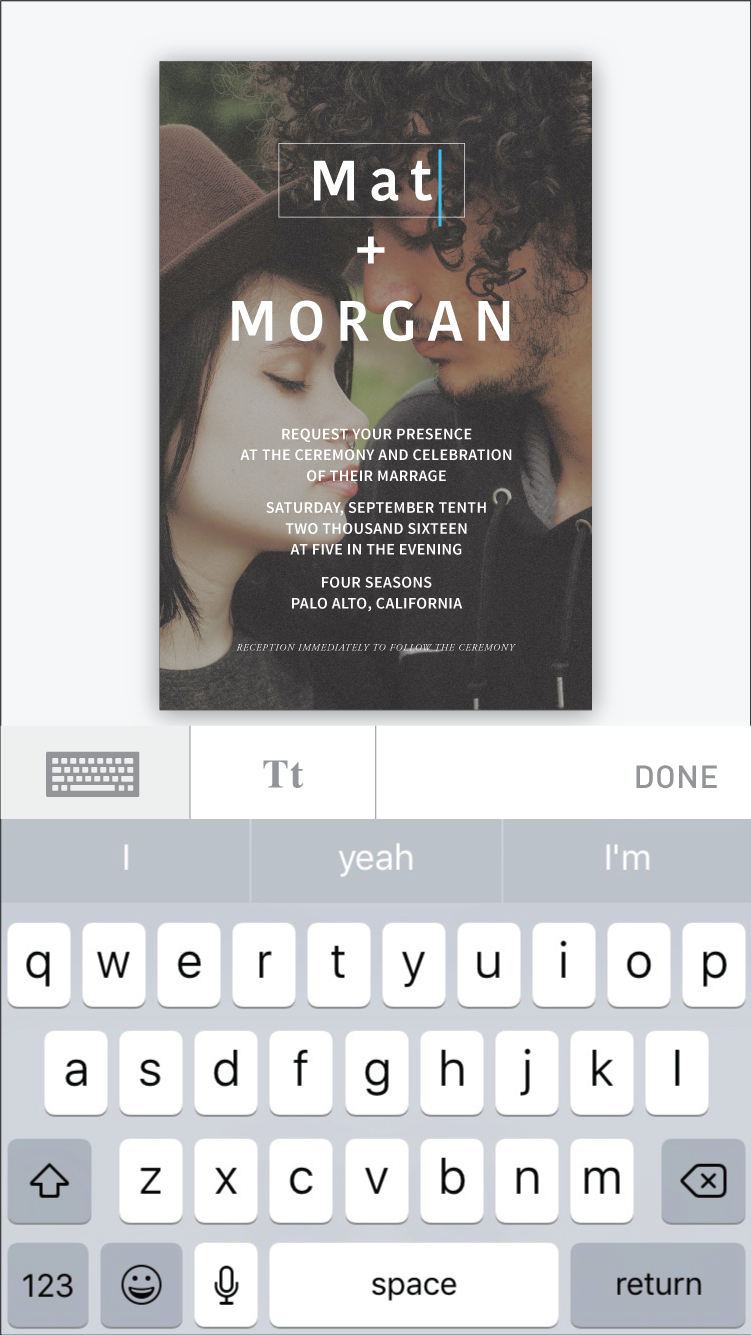 Mat
+
MORGAN
REQUEST YOUR PRESENCE
AT THE CEREMONY AND CELEBRATION
OF THEIR MARRAGE
SATURDAY, SEPTEMBER TENTH
TWO THOUSAND SIXTEEN
AT FIVE IN THE EVENING
FOUR SEASONS
PALO ALTO, CALIFORNIA
RECEPTION IMMEDIATELY TO FOLLOW THE CEREMONY
Tt DONE
I yeah I'm
q w e r t y u i o p
a s d f g h j k l
z x c v b n m
123 space return